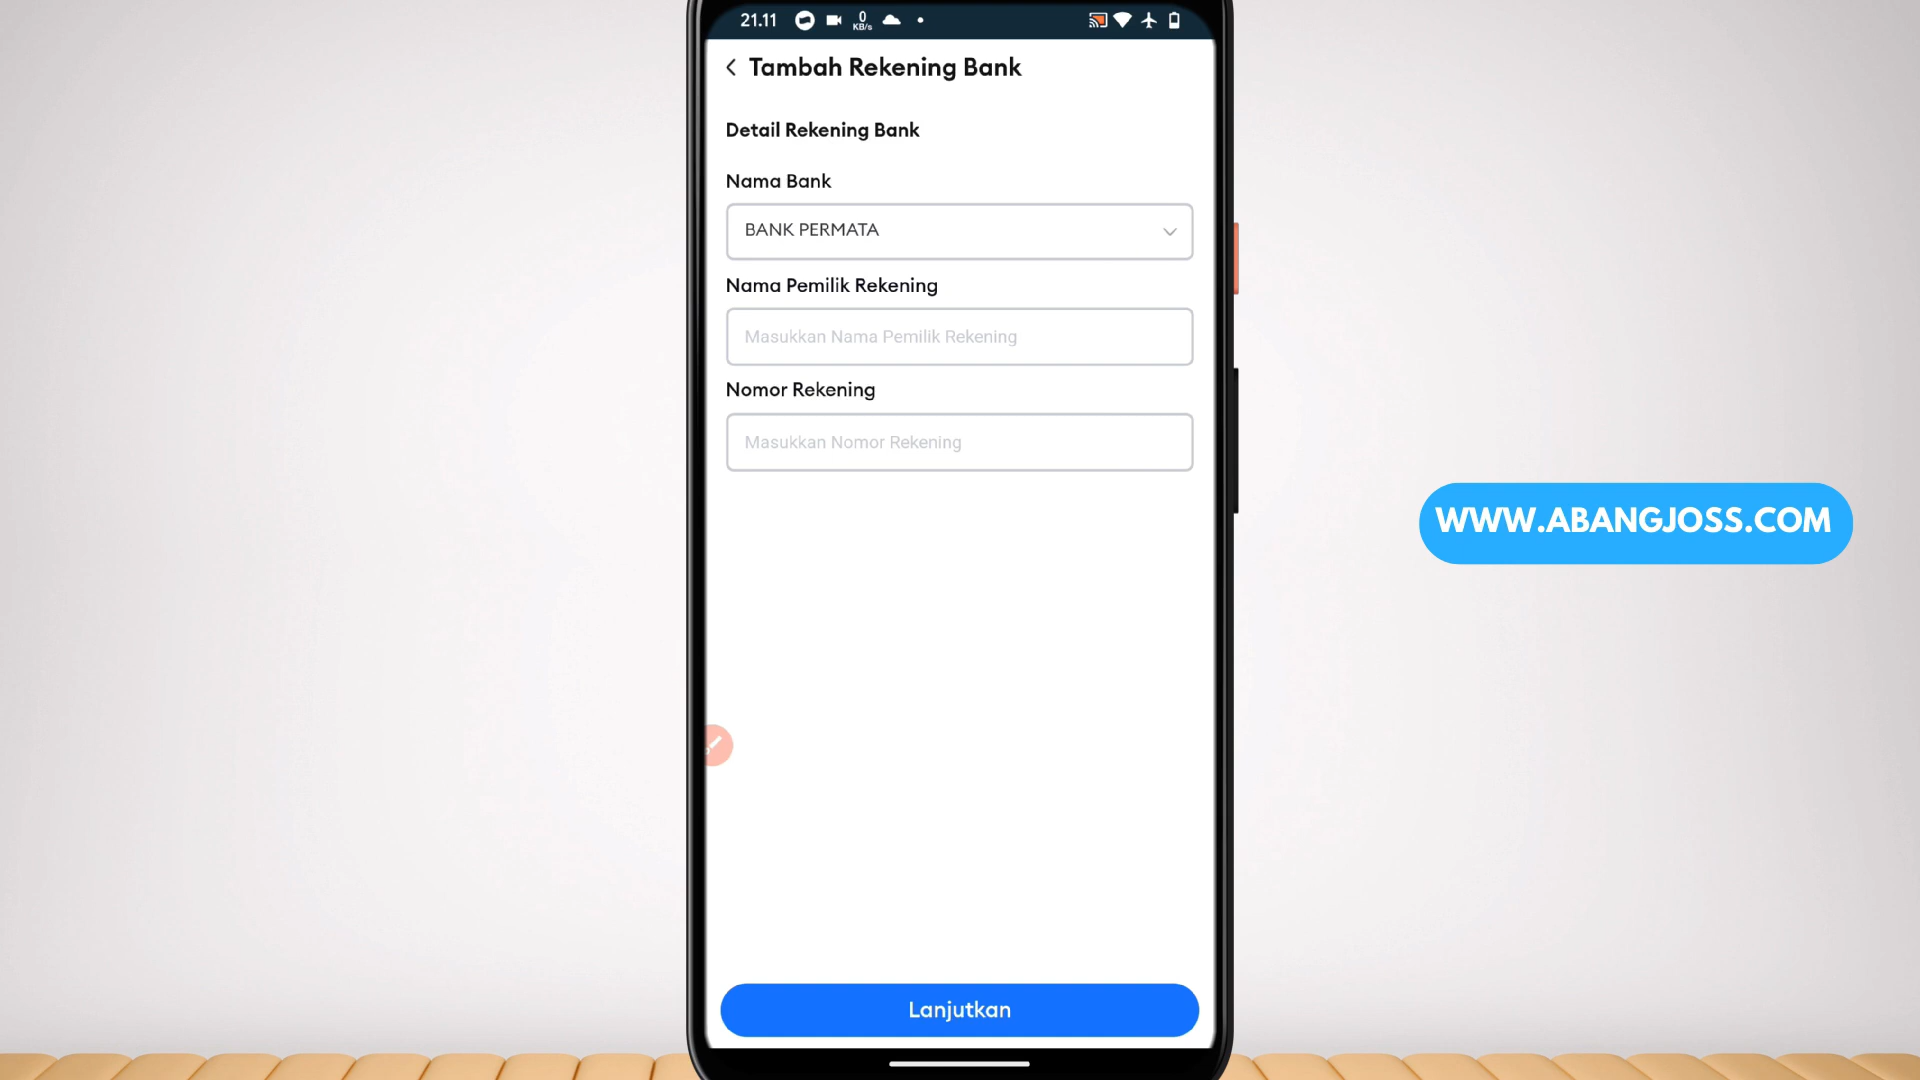 21.11
0
KB/s
Tambah Rekening Bank
Detail Rekening Bank
Nama Bank
BANK PERMATA
Nama Pemilik Rekening
Masukkan Nama Pemilik Rekening
Nomor Rekening
Masukkan Nomor Rekening
WWW.ABANGJOSS.COM
Lanjutkan